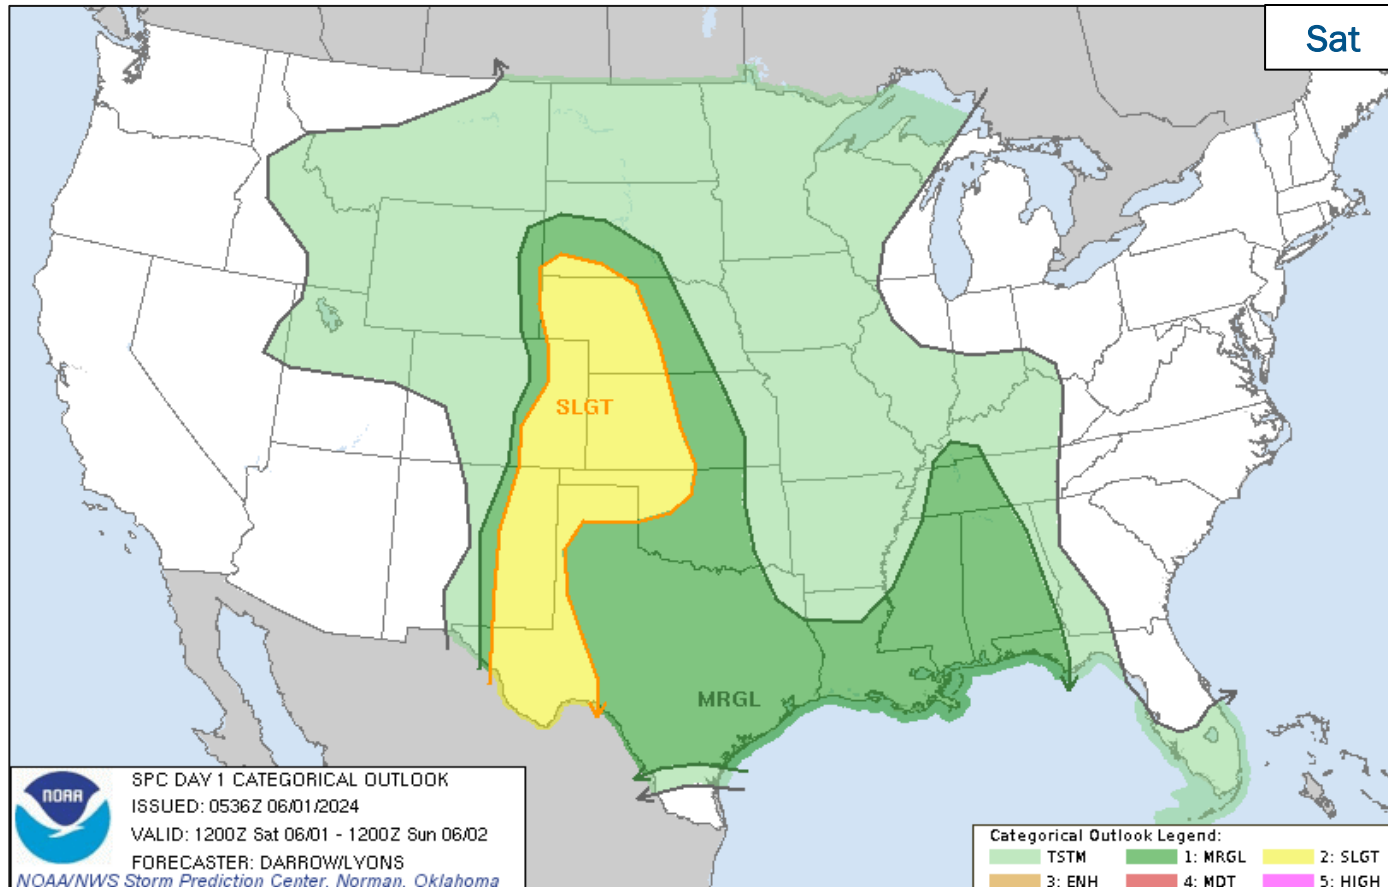 Sat
SLGT
MRGL
NOAA
SPC DAY 1 CATEGORICAL OUTLOOK
ISSUED: 0536Z 06/01/2024
VALID: 1200Z Sat 06/01 - 1200Z Sun 06/02
FORECASTER: DARROW/LYONS
NOAA/NWS Storm Prediction Center, Norman, Oklahoma
Categorical Outlook Legend:
TSTM 1: MRGL 2: SLGT
3: ENH 4: MDT 5: HIGH